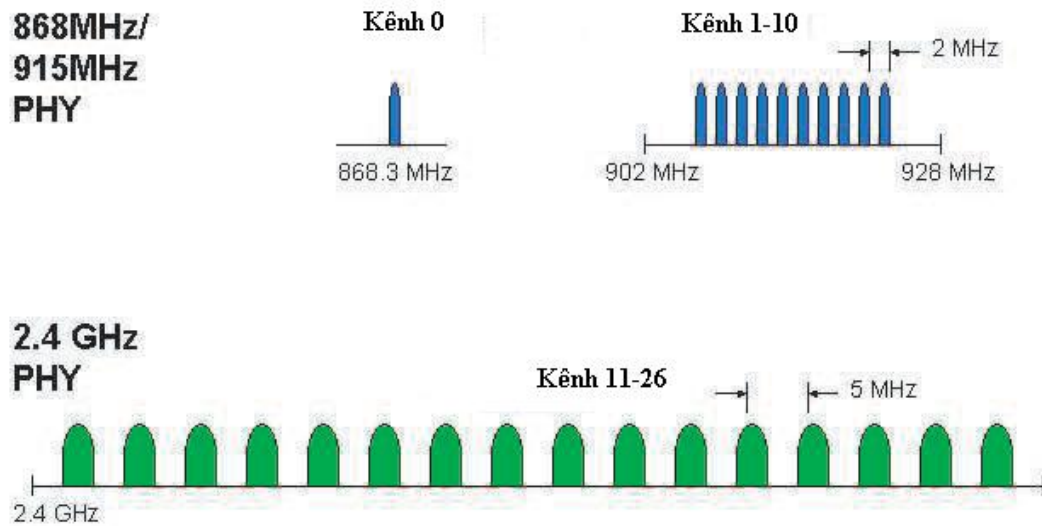 868MHz/
915MHz
PHY
Kênh 0
868.3 MHz
Kênh 1-10
2 MHz
902 MHz
928 MHz
2.4 GHz
PHY
Kênh 11-26
5 MHz
2.4 GHz